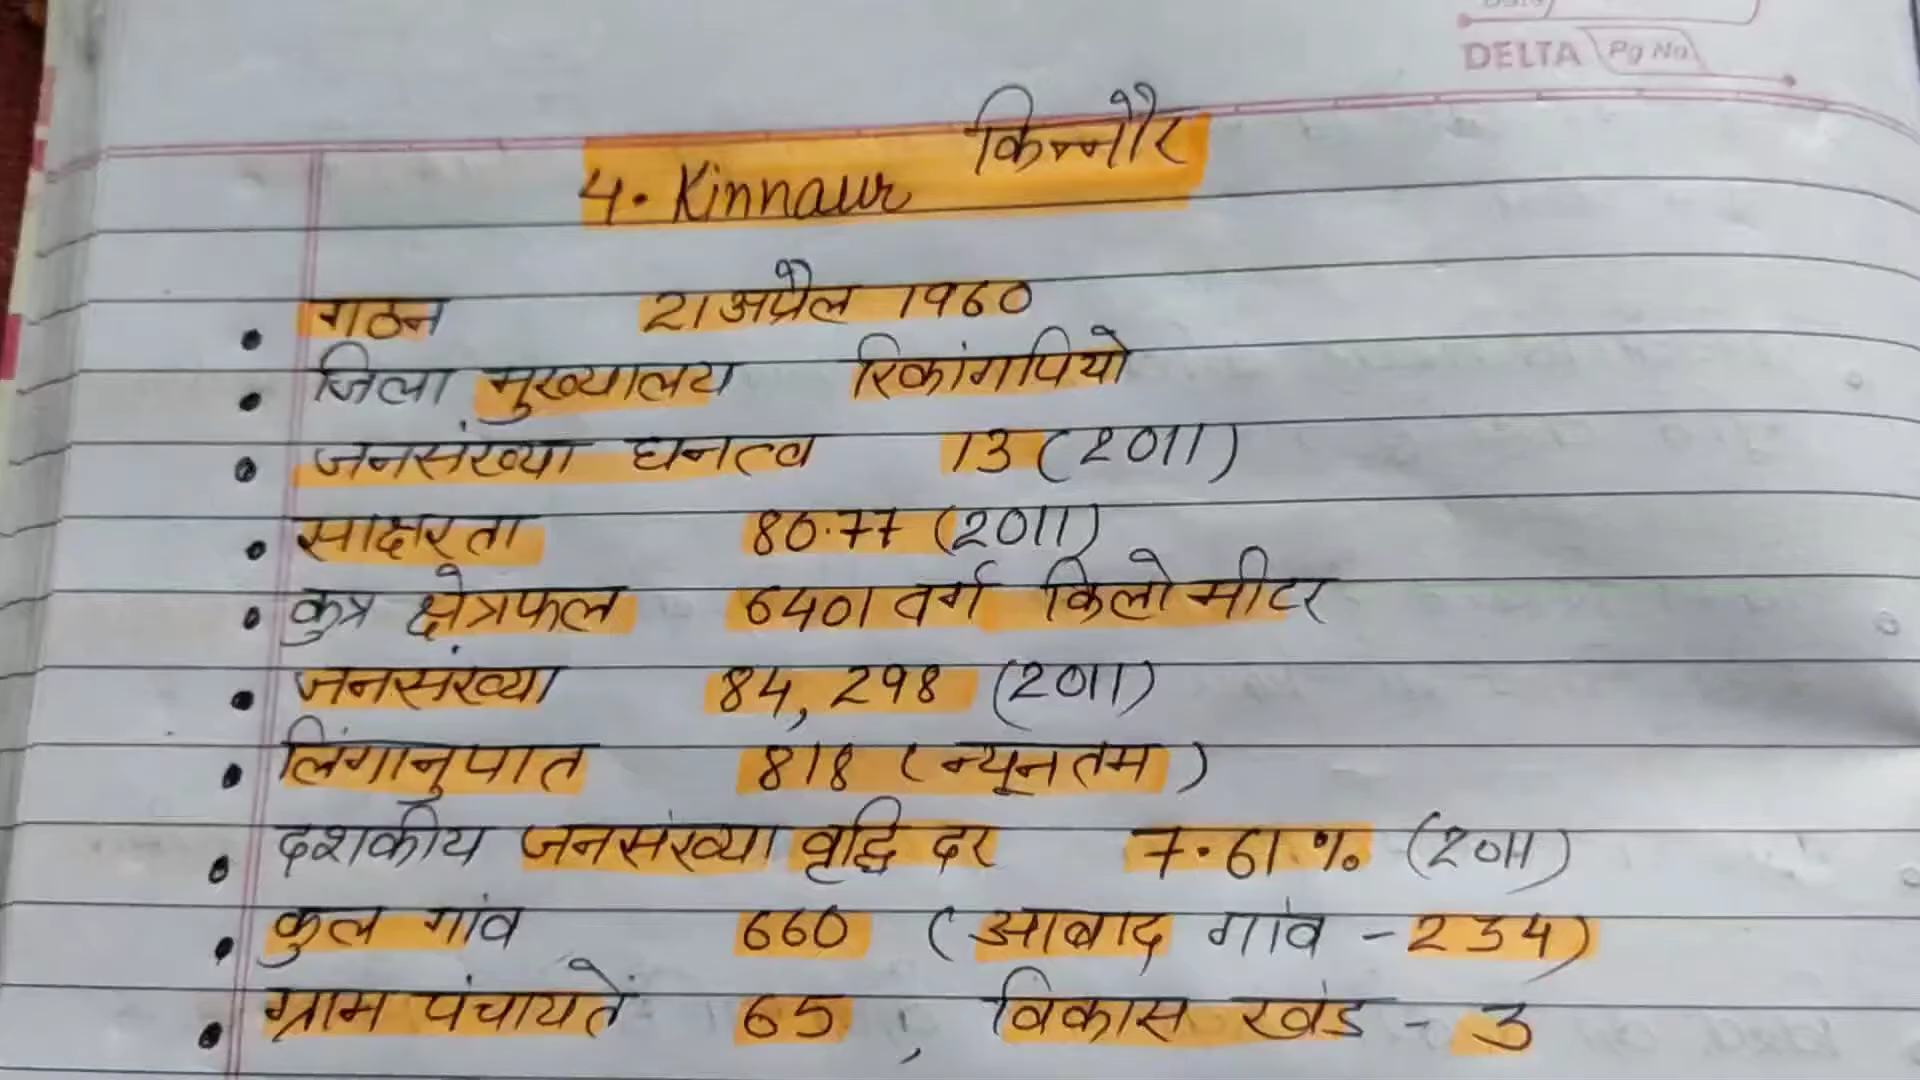 DELTA Pg No
किन्नौर
4. Kinnaur
• गठन 21 अप्रैल 1960
• जिला मुख्यालय रिकांगपियो
• जनसंख्या घनत्व 13 (2011)
• साक्षरता 80.77 (2011)
• कुत्र क्षेत्रफल 6401 वर्ग किलोमीटर
• जनसंख्या 84,298 (2011)
• लिंगानुपात 818 (न्यूनतम)
• दशकीय जनसंख्या वृद्धि दर 7.61% (2011)
• कुल गांव 660 (आबाद गांव - 234)
• ग्राम पंचायतें 65, विकास खंड - 3